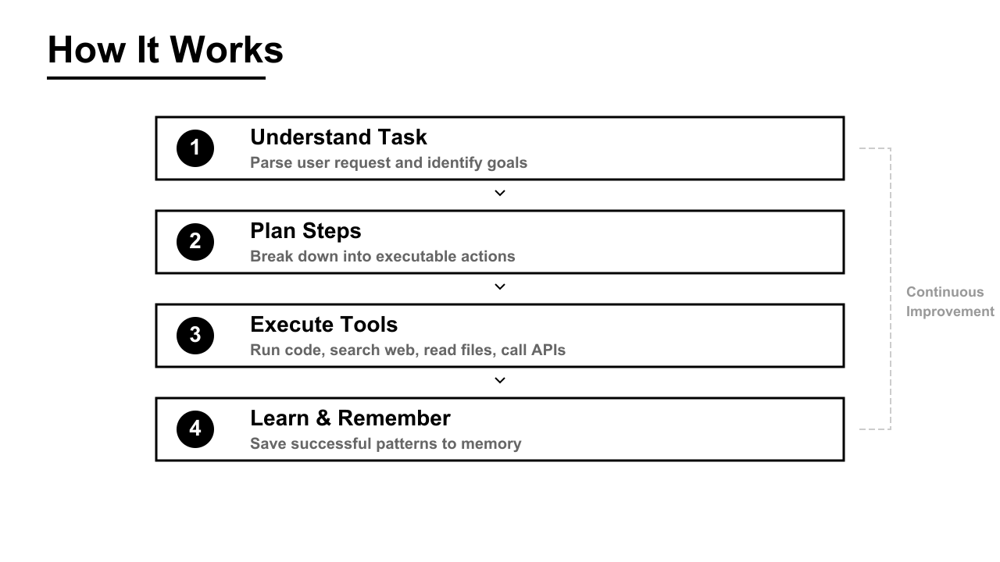 How It Works
1
Understand Task
Parse user request and identify goals
2
Plan Steps
Break down into executable actions
3
Execute Tools
Run code, search web, read files, call APIs
4
Learn & Remember
Save successful patterns to memory
Continuous
Improvement